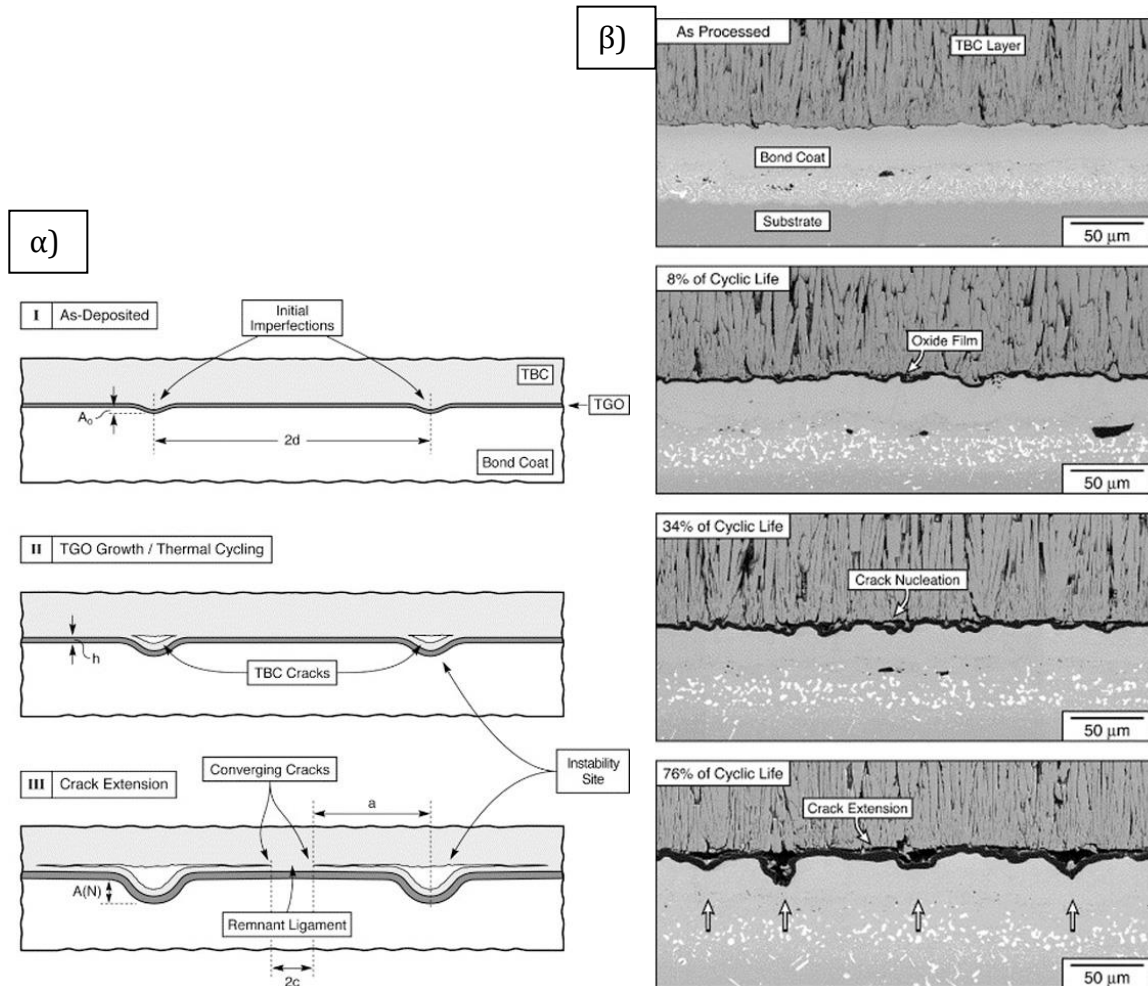 α)
I As-Deposited
Initial
Imperfections
TBC
A₀
TGO
2d
Bond Coat
II TGO Growth / Thermal Cycling
h
TBC Cracks
Instability
Site
Converging Cracks
III Crack Extension
a
A(N)
Remnant Ligament
2c
β)
As Processed
TBC Layer
Bond Coat
Substrate
50 μm
8% of Cyclic Life
Oxide Film
50 μm
34% of Cyclic Life
Crack Nucleation
50 μm
76% of Cyclic Life
Crack Extension
50 μm